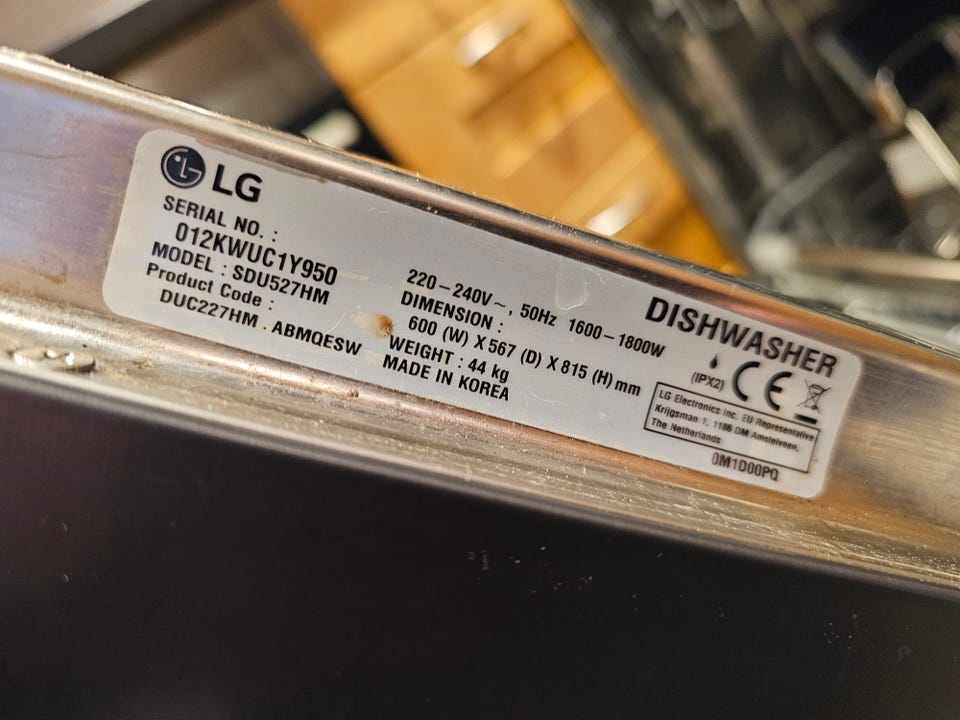 LG
SERIAL NO. :
012KWUC1Y950
MODEL : SDU527HM
Product Code :
DUC227HM . ABMQESW
220-240V~, 50Hz 1600-1800W
DIMENSION :
600 (W) X 567 (D) X 815 (H) mm
WEIGHT : 44 kg
MADE IN KOREA
DISHWASHER
(IPX2) CE
LG Electronics Inc. EU Representative
Krijgsman 1, 1186 DM Amstelveen,
The Netherlands
0M1D00PQ